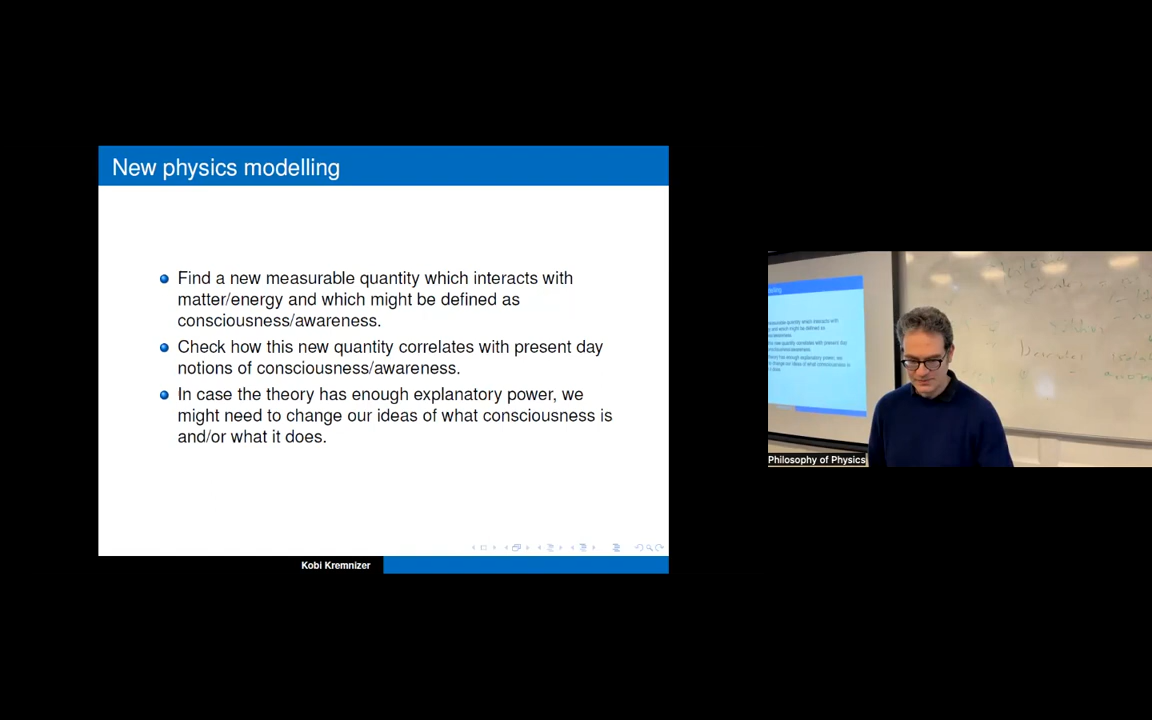 New physics modelling
Find a new measurable quantity which interacts with
matter/energy and which might be defined as
consciousness/awareness.
Check how this new quantity correlates with present day
notions of consciousness/awareness.
In case the theory has enough explanatory power, we
might need to change our ideas of what consciousness is
and/or what it does.
Kobi Kremnizer
Philosophy of Physics